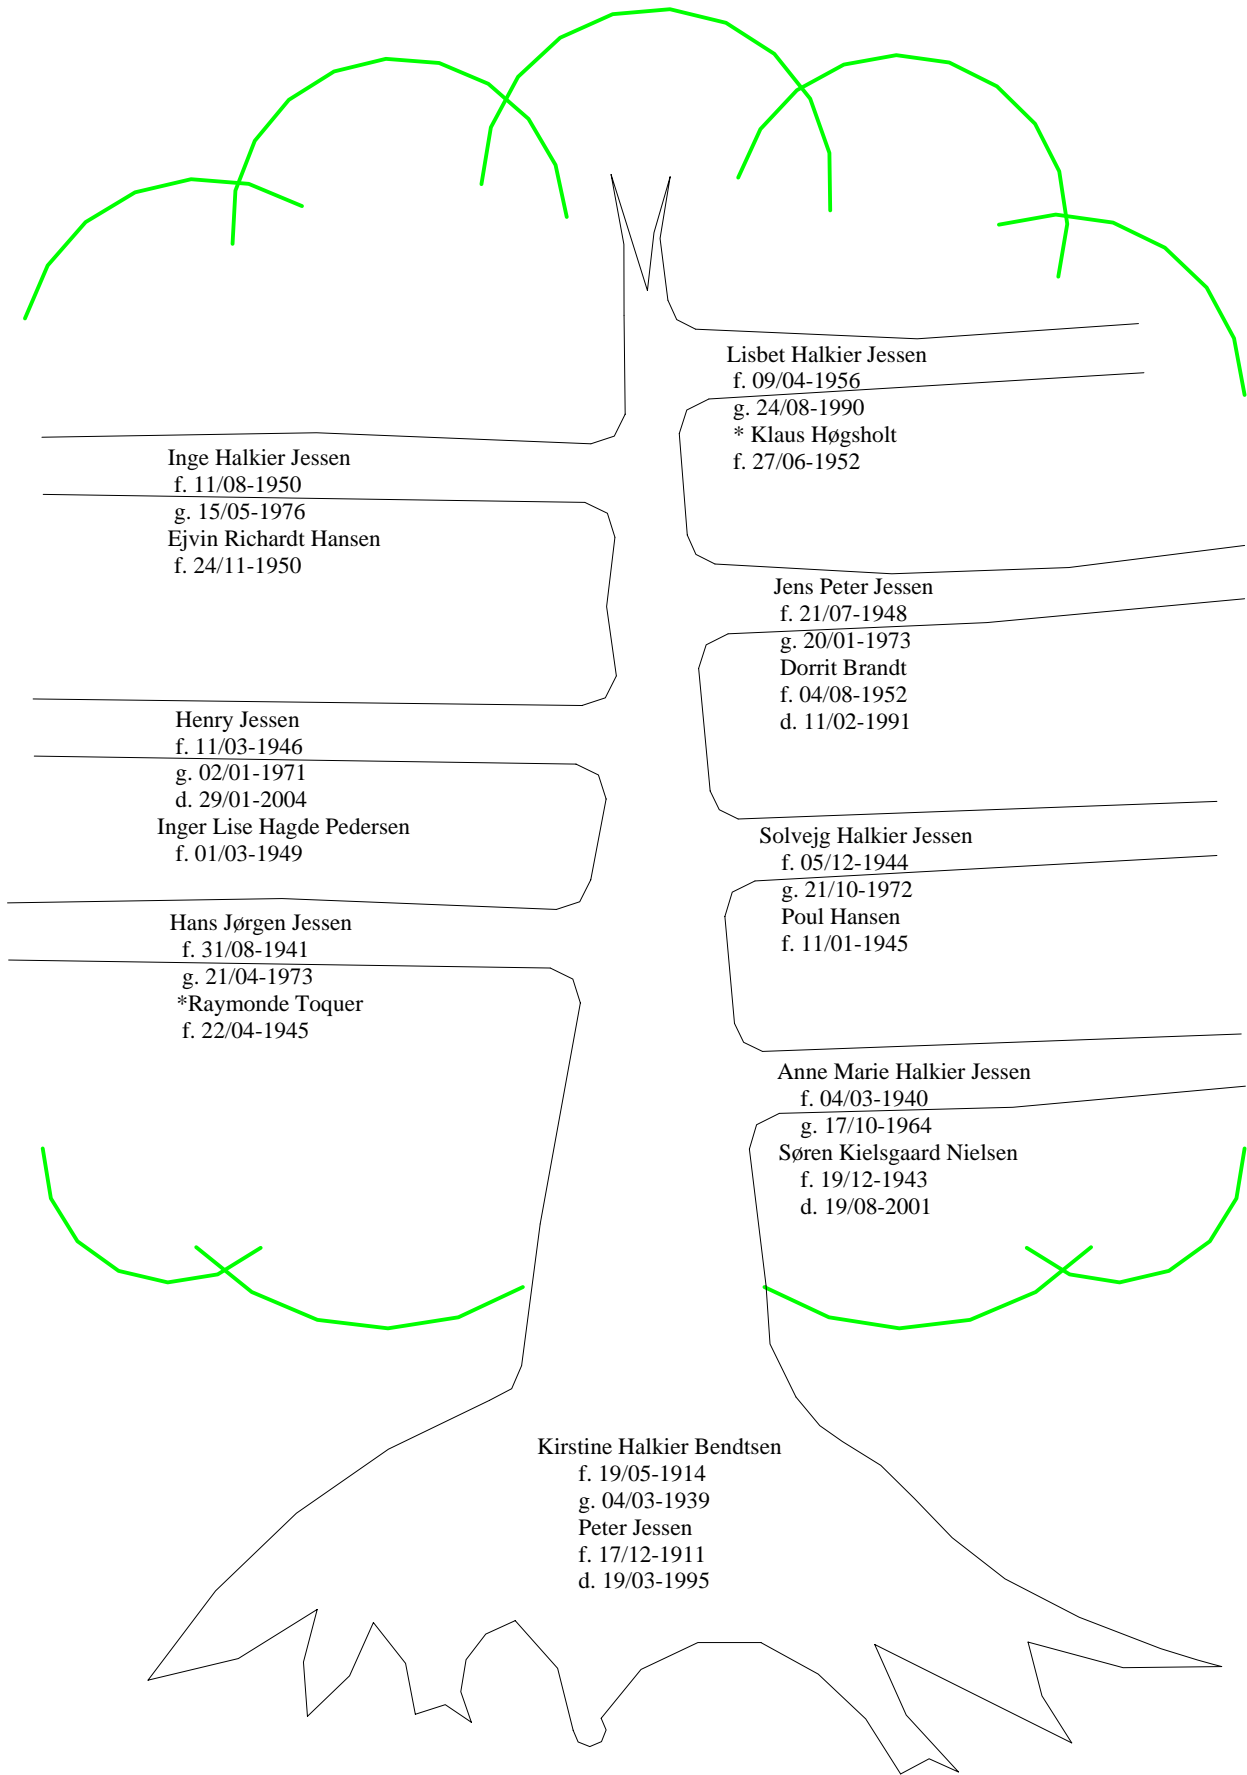 Lisbet Halkier Jessen
f. 09/04-1956
g. 24/08-1990
* Klaus Høgsholt
f. 27/06-1952
Inge Halkier Jessen
f. 11/08-1950
g. 15/05-1976
Ejvin Richardt Hansen
f. 24/11-1950
Jens Peter Jessen
f. 21/07-1948
g. 20/01-1973
Dorrit Brandt
f. 04/08-1952
d. 11/02-1991
Henry Jessen
f. 11/03-1946
g. 02/01-1971
d. 29/01-2004
Inger Lise Hagde Pedersen
f. 01/03-1949
Solvejg Halkier Jessen
f. 05/12-1944
g. 21/10-1972
Poul Hansen
f. 11/01-1945
Hans Jørgen Jessen
f. 31/08-1941
g. 21/04-1973
*Raymonde Toquer
f. 22/04-1945
Anne Marie Halkier Jessen
f. 04/03-1940
g. 17/10-1964
Søren Kielsgaard Nielsen
f. 19/12-1943
d. 19/08-2001
Kirstine Halkier Bendtsen
f. 19/05-1914
g. 04/03-1939
Peter Jessen
f. 17/12-1911
d. 19/03-1995